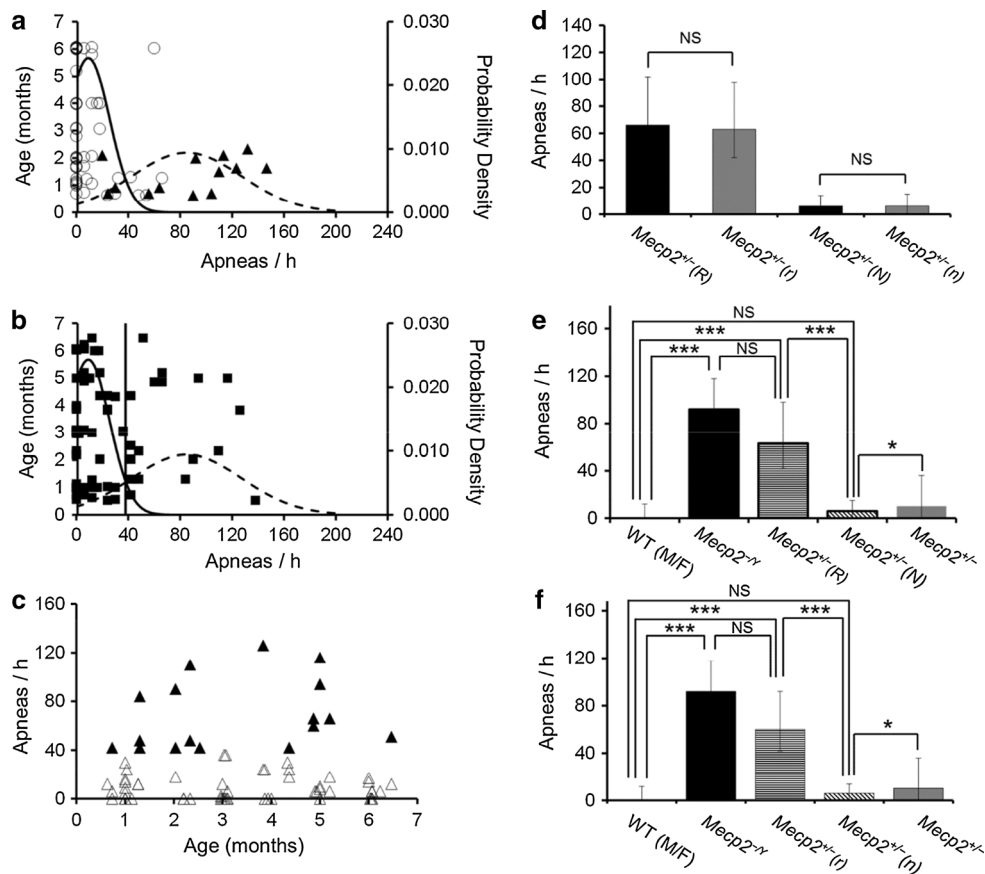 a
7
6
5
4
3
2
1
0
Age (months)
0.030
0.020
0.010
0.000
Probability Density
0 40 80 120 160 200 240
Apneas / h
b
7
6
5
4
3
2
1
0
Age (months)
0.030
0.020
0.010
0.000
Probability Density
0 40 80 120 160 200 240
Apneas / h
c
160
120
80
40
0
Apneas / h
0 1 2 3 4 5 6 7
Age (months)
d
140
120
100
80
60
40
20
0
Apneas / h
NS
NS
Mecp2+/−(R) Mecp2+/−(r) Mecp2+/−(N) Mecp2+/−(n)
e
160
120
80
40
0
Apneas / h
NS
*** ***
*** NS
*
WT (M/F) Mecp2−/Y Mecp2+/−(R) Mecp2+/−(N) Mecp2+/−
f
160
120
80
40
0
Apneas / h
NS
*** ***
*** NS
*
WT (M/F) Mecp2−/Y Mecp2+/−(r) Mecp2+/−(n) Mecp2+/−